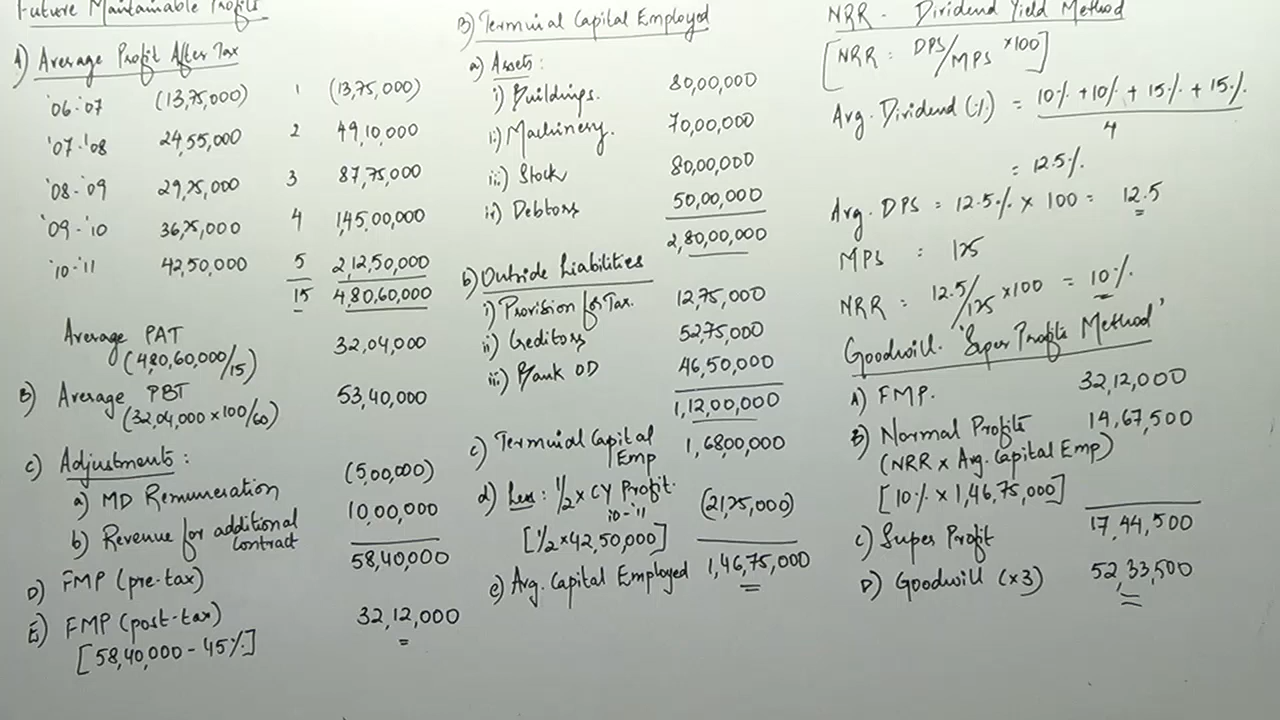 Future Maintainable Profits
A) Average Profit After Tax
'06-'07 (13,75,000) 1 (13,75,000)
'07-'08 24,55,000 2 49,10,000
'08-'09 29,25,000 3 87,75,000
'09-'10 36,25,000 4 145,00,000
'10-'11 42,50,000 5 2,12,50,000
15 4,80,60,000
Average PAT 32,04,000
(4,80,60,000/15)
B) Average PBT 53,40,000
(32,04,000 x 100/60)
C) Adjustments:
a) MD Remuneration (5,00,000)
b) Revenue for additional contract 10,00,000
D) FMP (pre-tax) 58,40,000
E) FMP (post-tax) 32,12,000
[58,40,000 - 45%]
B) Terminal Capital Employed
a) Assets:
i) Buildings. 80,00,000
ii) Machinery. 70,00,000
iii) Stock 80,00,000
iv) Debtors 50,00,000
2,80,00,000
b) Outside Liabilities
i) Provision for Tax. 12,75,000
ii) Creditors 52,75,000
iii) Bank OD 46,50,000
1,12,00,000
c) Terminal Capital Emp 1,6800,000
d) Less: 1/2 x CY Profit. (21,25,000)
10-'11
[1/2 x 42,50,000]
e) Avg. Capital Employed 1,46,75,000
NRR - Dividend Yield Method
[NRR: DPS/MPS x100]
Avg. Dividend (%) = 10% + 10% + 15% + 15%
4
= 12.5%
Avg. DPS = 12.5% x 100 = 12.5
MPS : 125
NRR = 12.5/125 x100 = 10%
Goodwill. 'Super Profits Method'
A) FMP. 32,12,000
B) Normal Profits 14,67,500
(NRR x Avg. Capital Emp)
[10% x 1,46,75,000]
C) Super Profit 17,44,500
D) Goodwill (x3) 52,33,500